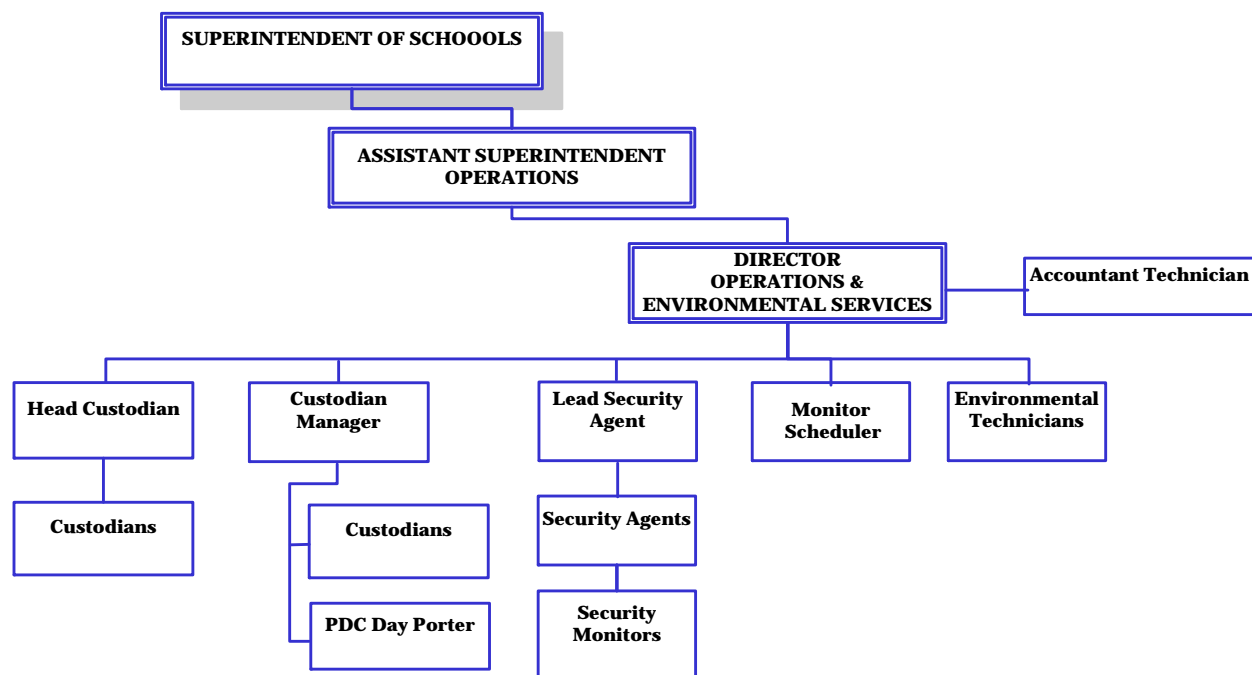 SUPERINTENDENT OF SCHOOOLS
ASSISTANT SUPERINTENDENT
OPERATIONS
DIRECTOR
OPERATIONS &
ENVIRONMENTAL SERVICES
Accountant Technician
Head Custodian
Custodian
Manager
Lead Security
Agent
Monitor
Scheduler
Environmental
Technicians
Custodians
Custodians
Security Agents
PDC Day Porter
Security
Monitors